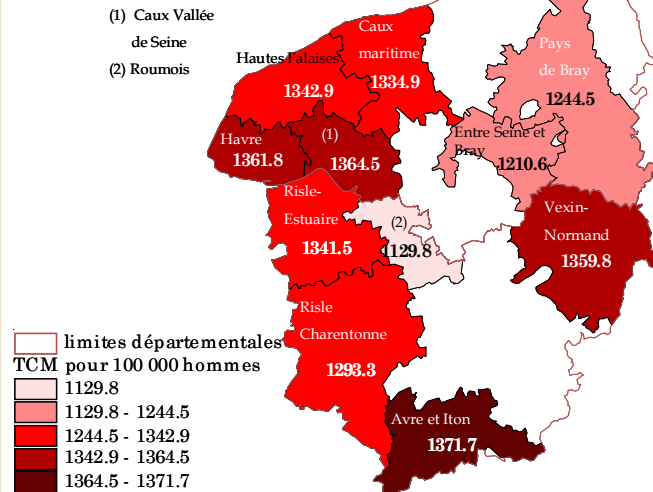 (1) Caux Vallée
de Seine
(2) Roumois
Caux
maritime
1334.9
Hautes Falaises
1342.9
Pays
de Bray
1244.5
Havre
1361.8
(1)
1364.5
Entre Seine et
Bray
1210.6
Risle-
Estuaire
1341.5
(2)
1129.8
Vexin-
Normand
1359.8
Risle
Charentonne
1293.3
Avre et Iton
1371.7
limites départementales
TCM pour 100 000 hommes
1129.8
1129.8 - 1244.5
1244.5 - 1342.9
1342.9 - 1364.5
1364.5 - 1371.7